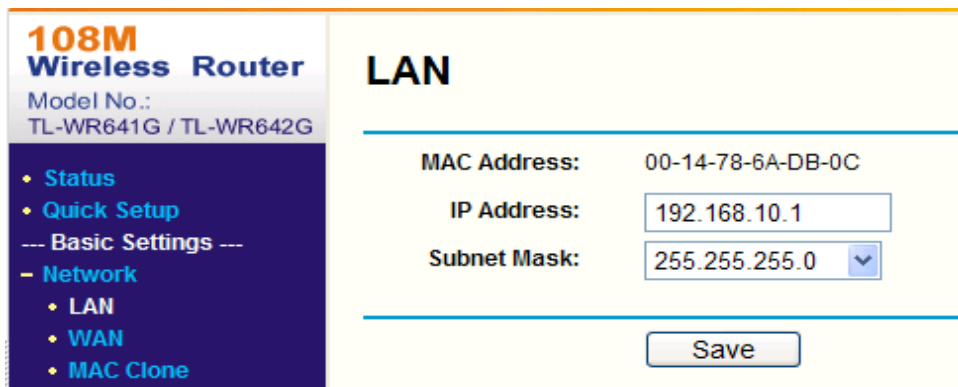 108M
Wireless Router
Model No.:
TL-WR641G / TL-WR642G
• Status
• Quick Setup
--- Basic Settings ---
– Network
• LAN
• WAN
• MAC Clone
LAN
MAC Address: 00-14-78-6A-DB-0C
IP Address: 192.168.10.1
Subnet Mask: 255.255.255.0
Save